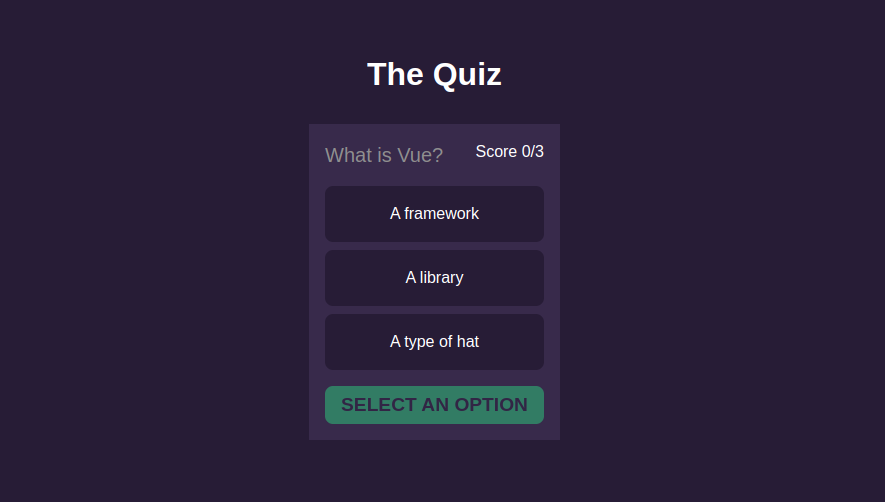 The Quiz
What is Vue?
Score 0/3
A framework
A library
A type of hat
SELECT AN OPTION